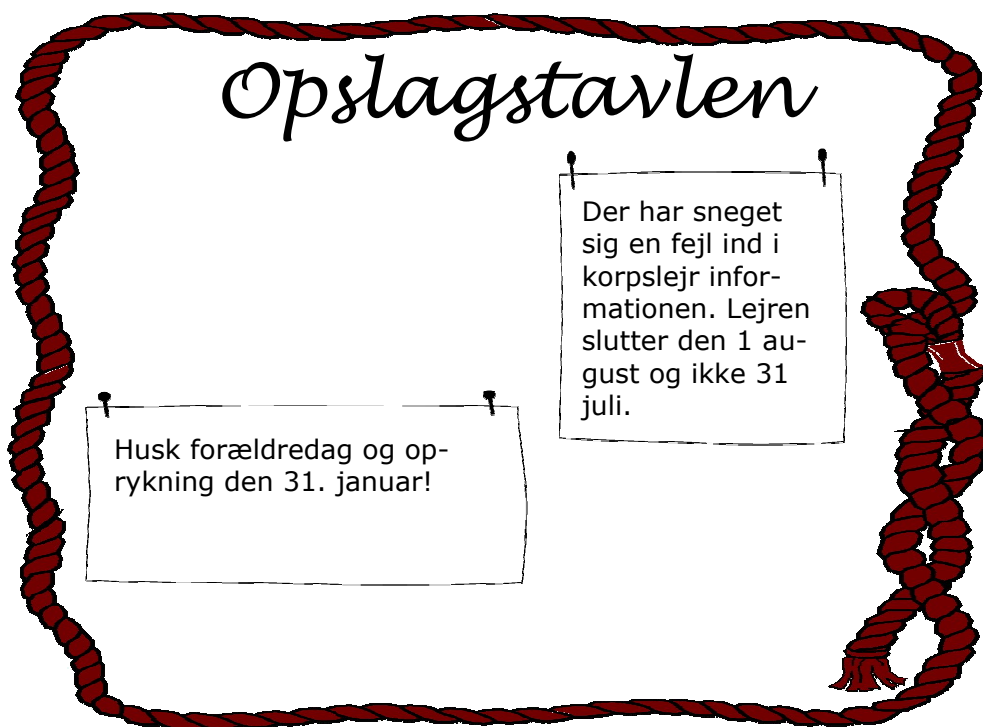 Opslagstavlen
Der har sneget
sig en fejl ind i
korpslejr infor-
mationen. Lejren
slutter den 1 au-
gust og ikke 31
juli.
Husk forældredag og op-
rykning den 31. januar!